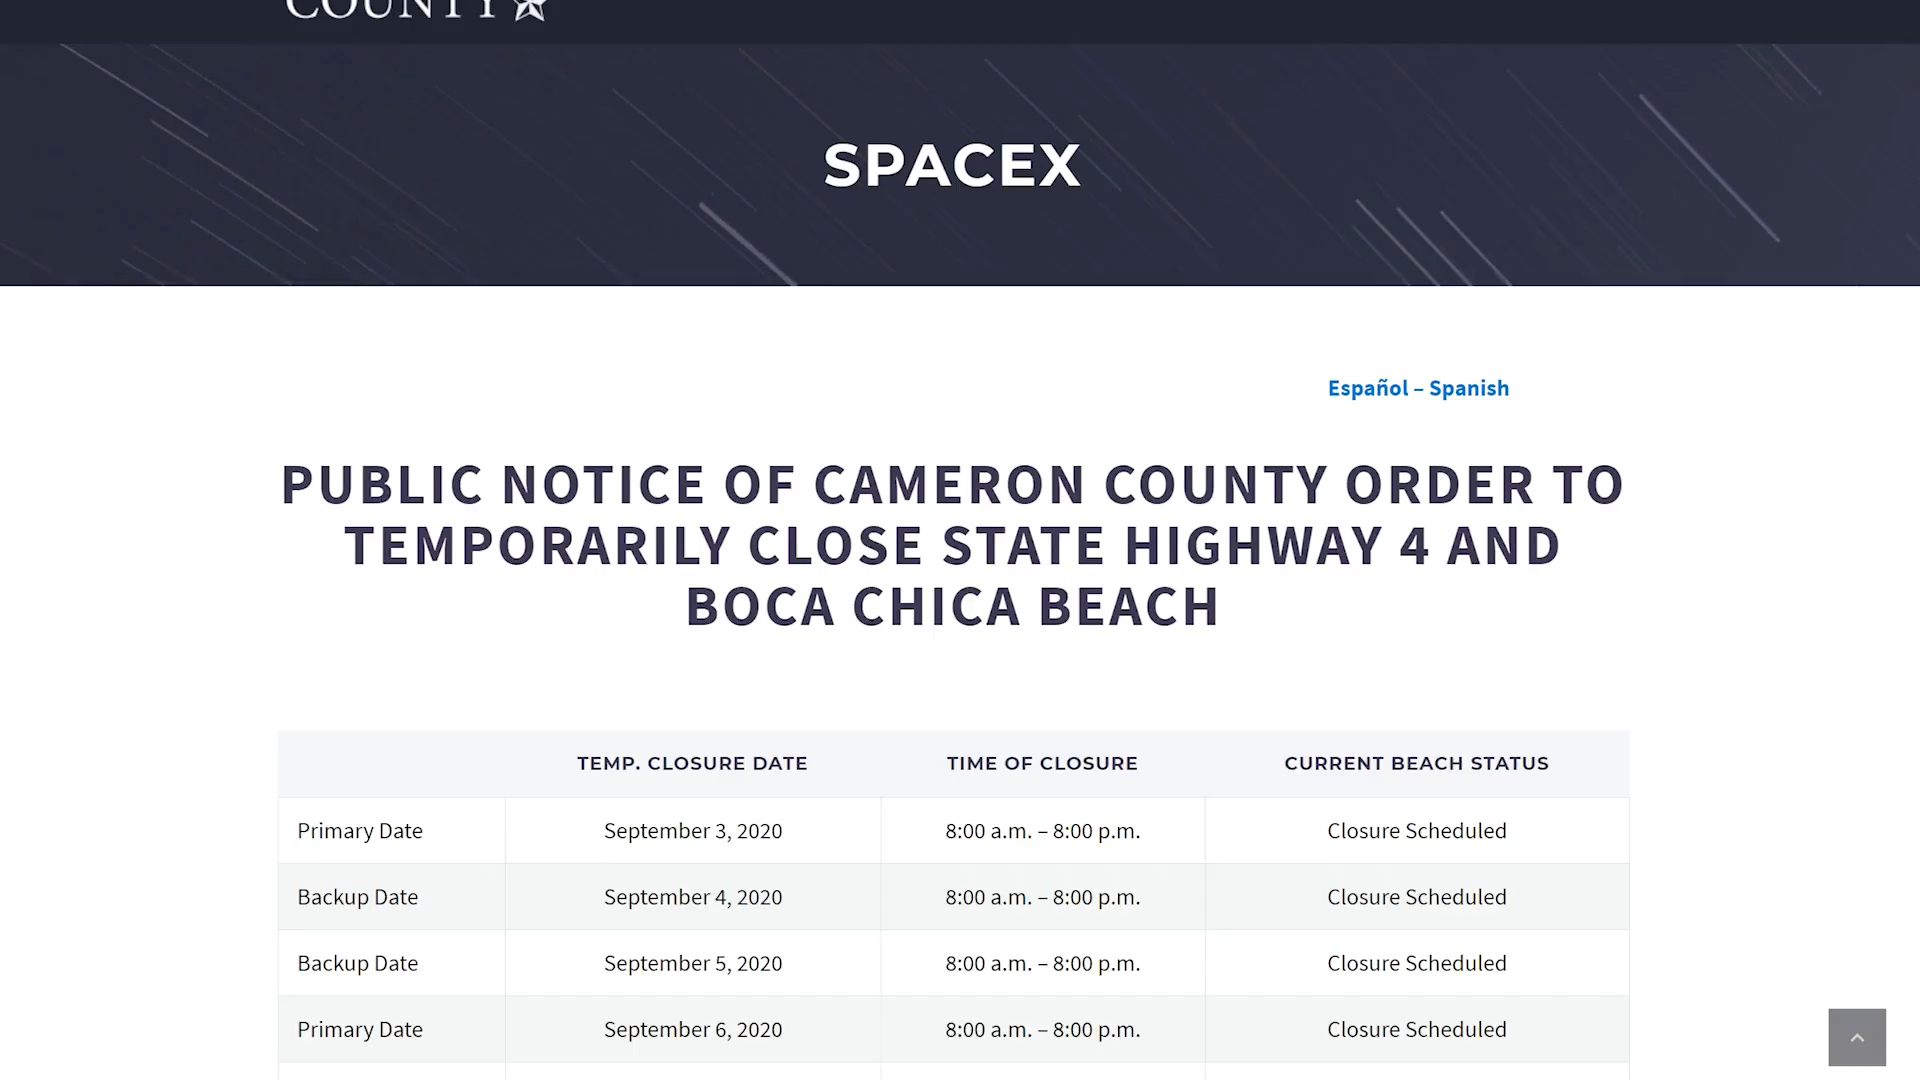 COUNTY
SPACEX
Español – Spanish
PUBLIC NOTICE OF CAMERON COUNTY ORDER TO
TEMPORARILY CLOSE STATE HIGHWAY 4 AND
BOCA CHICA BEACH
TEMP. CLOSURE DATE TIME OF CLOSURE CURRENT BEACH STATUS
Primary Date September 3, 2020 8:00 a.m. – 8:00 p.m. Closure Scheduled
Backup Date September 4, 2020 8:00 a.m. – 8:00 p.m. Closure Scheduled
Backup Date September 5, 2020 8:00 a.m. – 8:00 p.m. Closure Scheduled
Primary Date September 6, 2020 8:00 a.m. – 8:00 p.m. Closure Scheduled